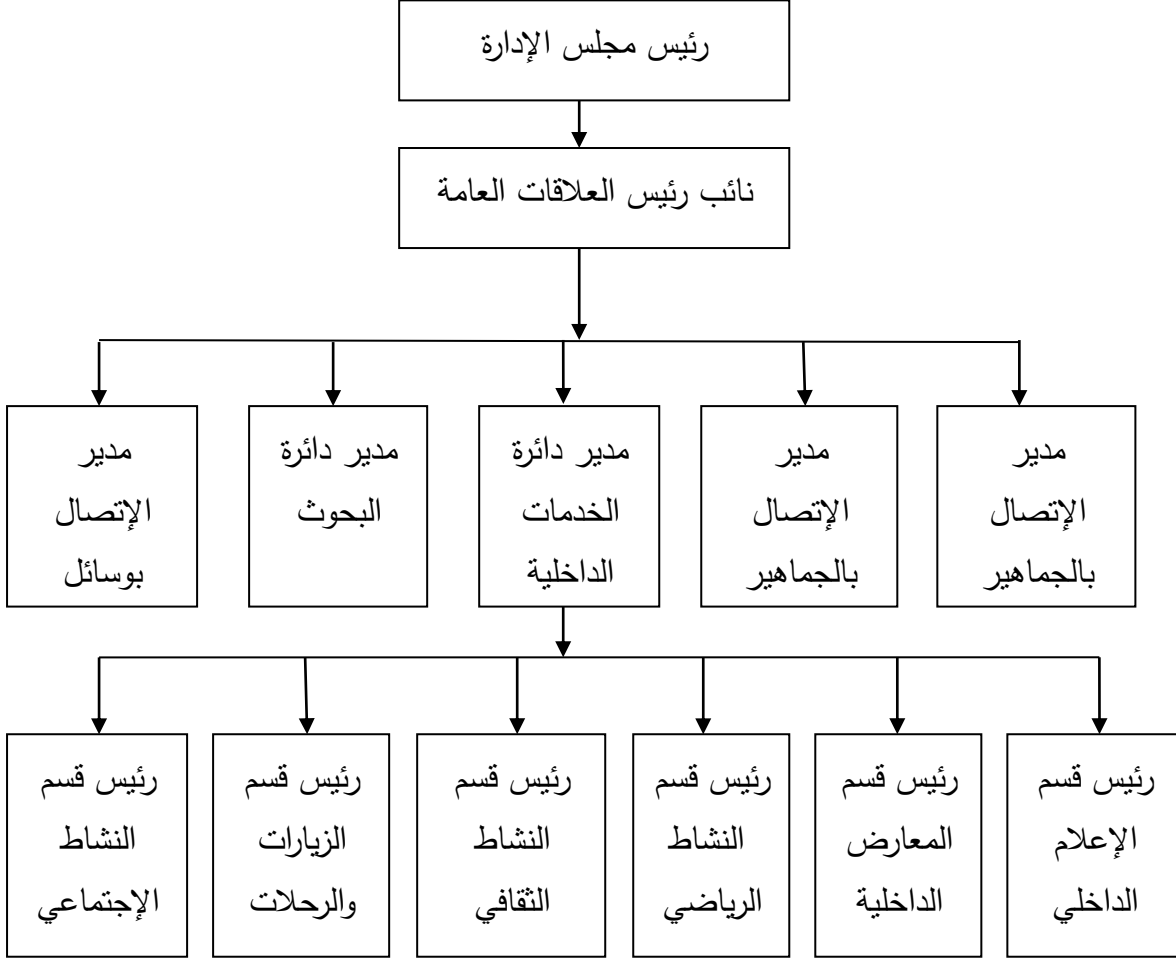 رئيس مجلس الإدارة
نائب رئيس العلاقات العامة
مدير
الإتصال
بالجماهير
مدير
الإتصال
بالجماهير
مدير دائرة
الخدمات
الداخلية
مدير دائرة
البحوث
مدير
الإتصال
بوسائل
رئيس قسم
الإعلام
الداخلي
رئيس قسم
المعارض
الداخلية
رئيس قسم
النشاط
الرياضي
رئيس قسم
النشاط
الثقافي
رئيس قسم
الزيارات
والرحلات
رئيس قسم
النشاط
الإجتماعي